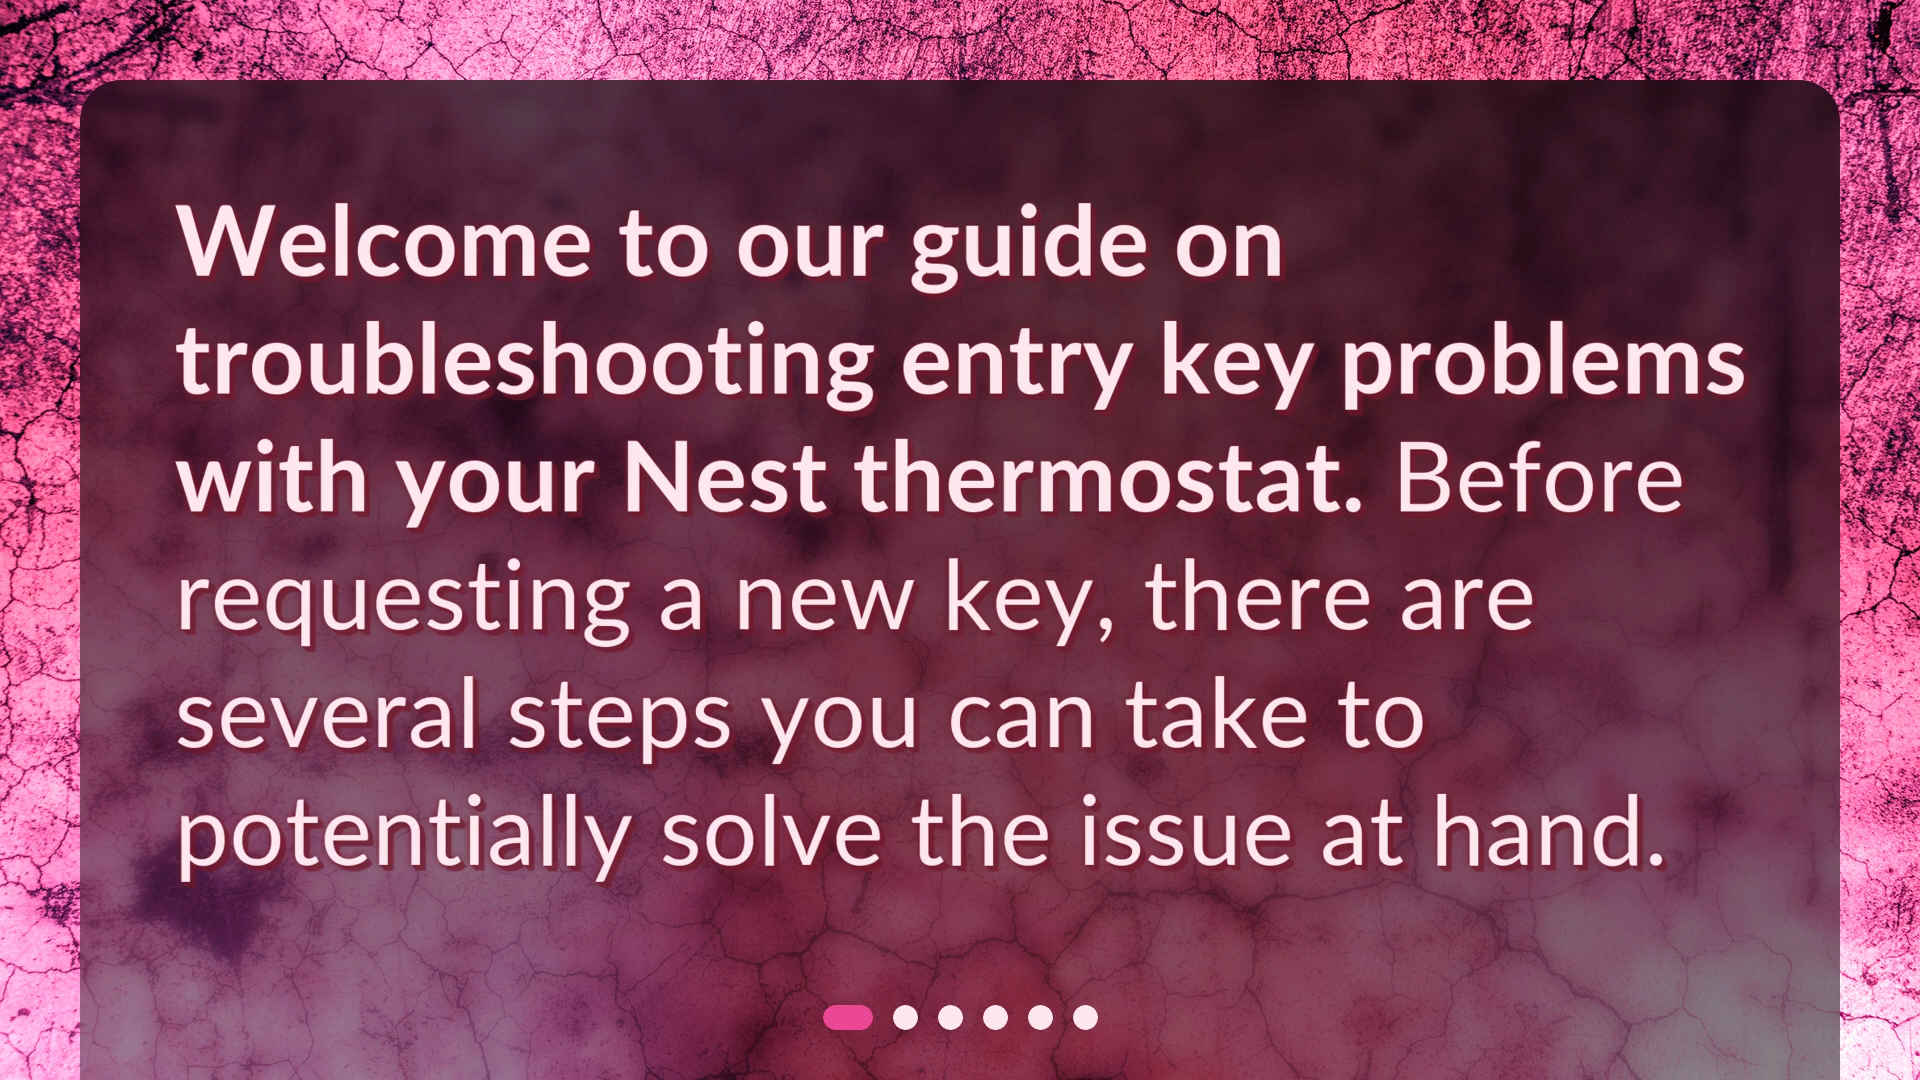 Welcome to our guide on
troubleshooting entry key problems
with your Nest thermostat. Before
requesting a new key, there are
several steps you can take to
potentially solve the issue at hand.